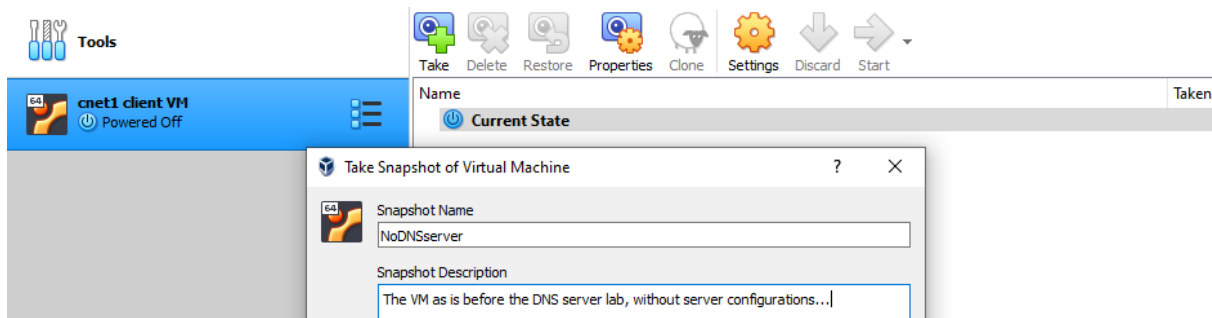 Tools
Take Delete Restore Properties Clone Settings Discard Start
Name Taken
64 cnet1 client VM
Powered Off
Current State
Take Snapshot of Virtual Machine ?
64 Snapshot Name
NoDNSserver
Snapshot Description
The VM as is before the DNS server lab, without server configurations...